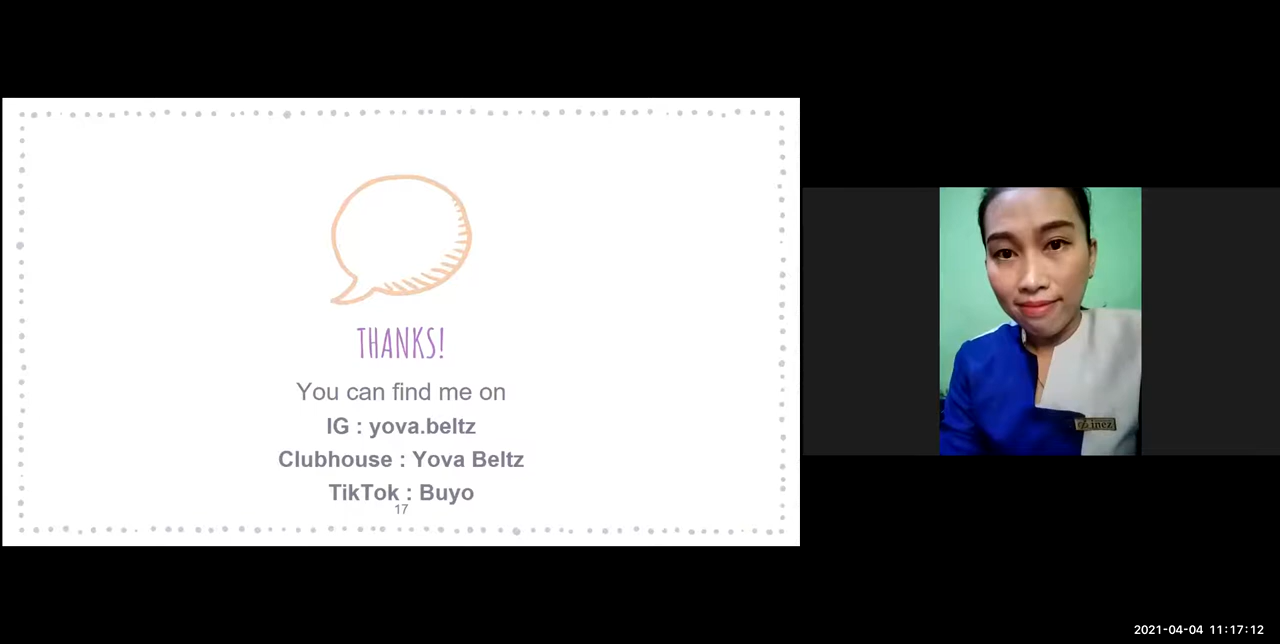 THANKS!
You can find me on
IG : yova.beltz
Clubhouse : Yova Beltz
TikTok : Buyo
17
inez
2021-04-04 11:17:12